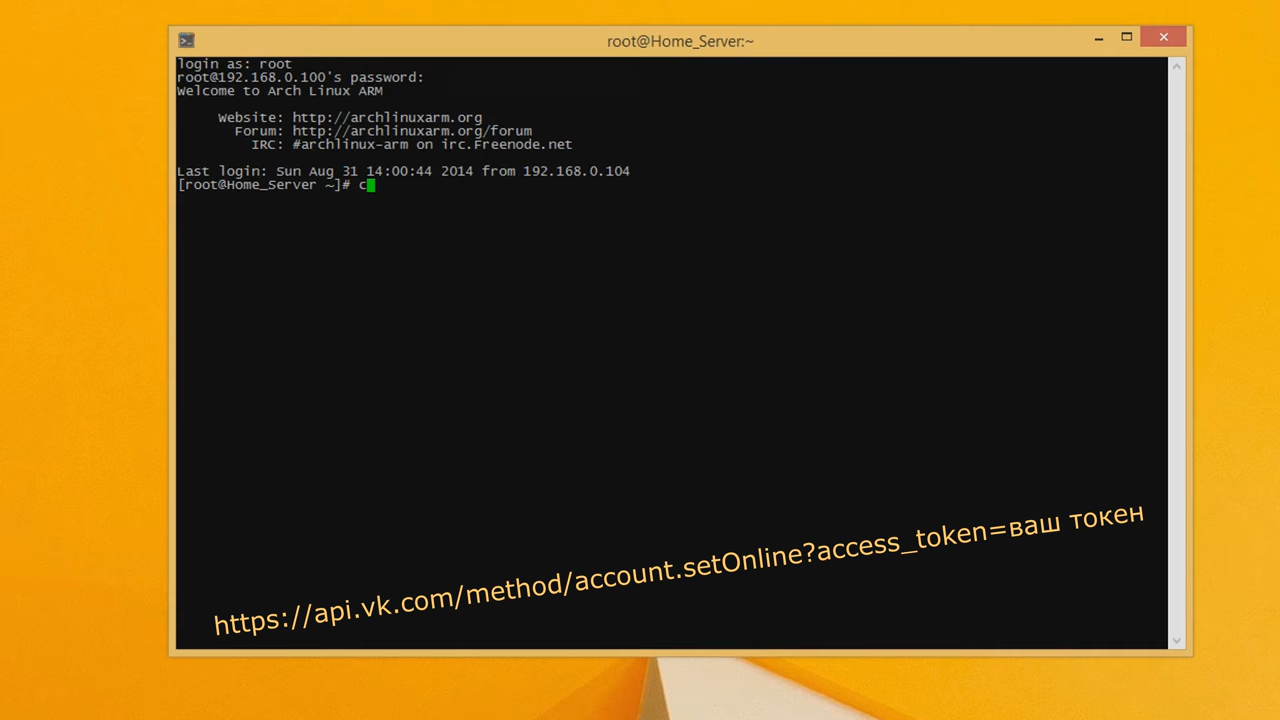 root@Home_Server:~
login as: root
root@192.168.0.100's password:
Welcome to Arch Linux ARM
Website: http://archlinuxarm.org
Forum: http://archlinuxarm.org/forum
IRC: #archlinux-arm on irc.Freenode.net
Last login: Sun Aug 31 14:00:44 2014 from 192.168.0.104
[root@Home_Server ~]# c
https://api.vk.com/method/account.setOnline?access_token=ваш токен